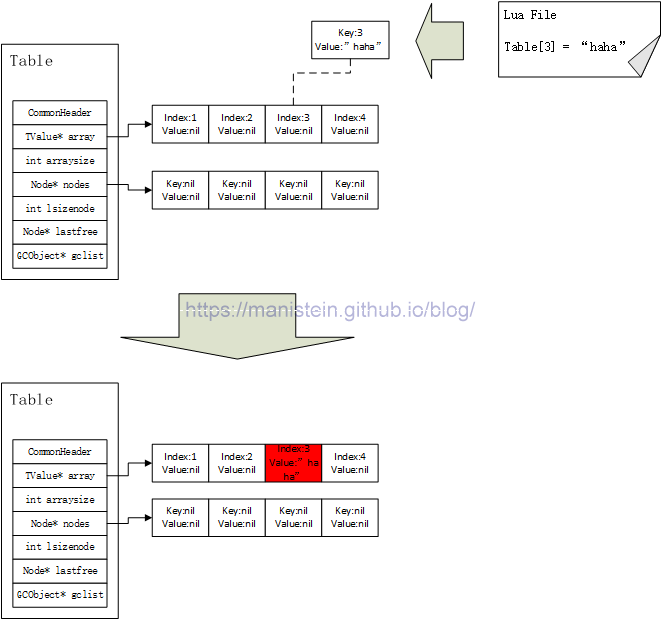 Lua File
Table[3] = “haha”
Key:3
Value:”haha”
Table
CommonHeader
TValue* array
int arraysize
Node* nodes
int lsizenode
Node* lastfree
GCObject* gclist
Index:1 Index:2 Index:3 Index:4
Value:nil Value:nil Value:nil Value:nil
Key:nil Key:nil Key:nil Key:nil
Value:nil Value:nil Value:nil Value:nil
https://manistein.github.io/blog/
Table
CommonHeader
TValue* array
int arraysize
Node* nodes
int lsizenode
Node* lastfree
GCObject* gclist
Index:1 Index:2 Index:3 Index:4
Value:nil Value:nil Value:”ha Value:nil
ha”
Key:nil Key:nil Key:nil Key:nil
Value:nil Value:nil Value:nil Value:nil